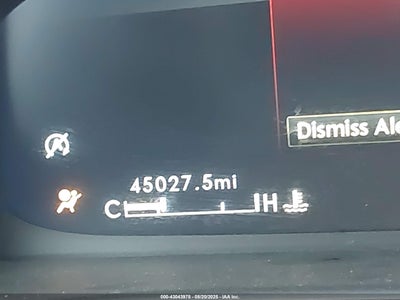 Dismiss Ale
45027.5mi
C H
000-43043978 - 08/20/2025 - IAA Inc.